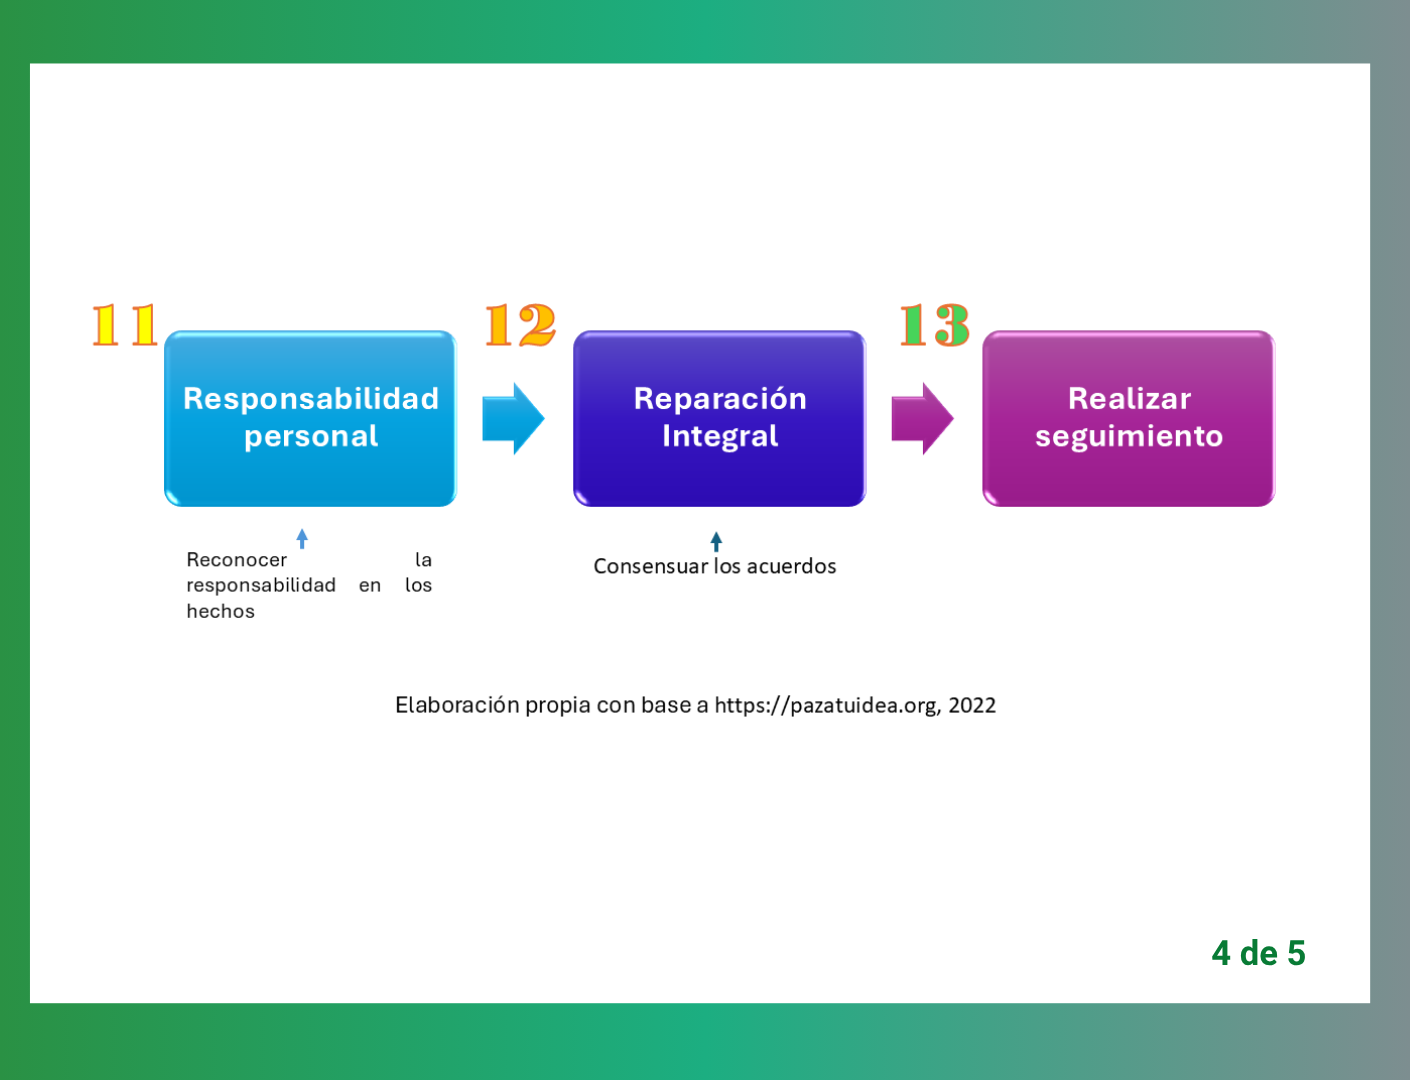 11
Responsabilidad
personal
12
Reparación
Integral
13
Realizar
seguimiento
Reconocer la
responsabilidad en los
hechos
Consensuar los acuerdos
Elaboración propia con base a https://pazatuidea.org, 2022
4 de 5